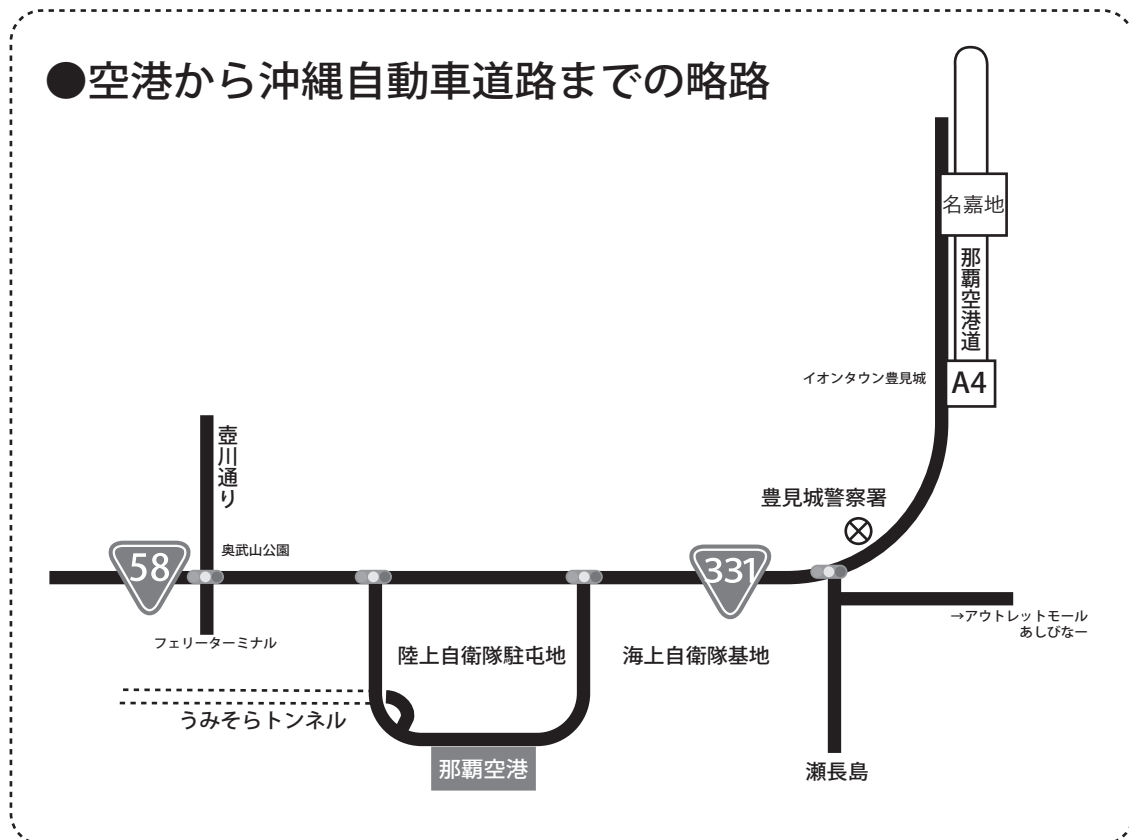 ●空港から沖縄自動車道路までの略路
名嘉地
那覇空港道
A4
イオンタウン豊見城
壺川通り
豊見城警察署
奥武山公園
58
331
フェリーターミナル
→アウトレットモール
あしびなー
陸上自衛隊駐屯地
海上自衛隊基地
うみそらトンネル
那覇空港
瀬長島